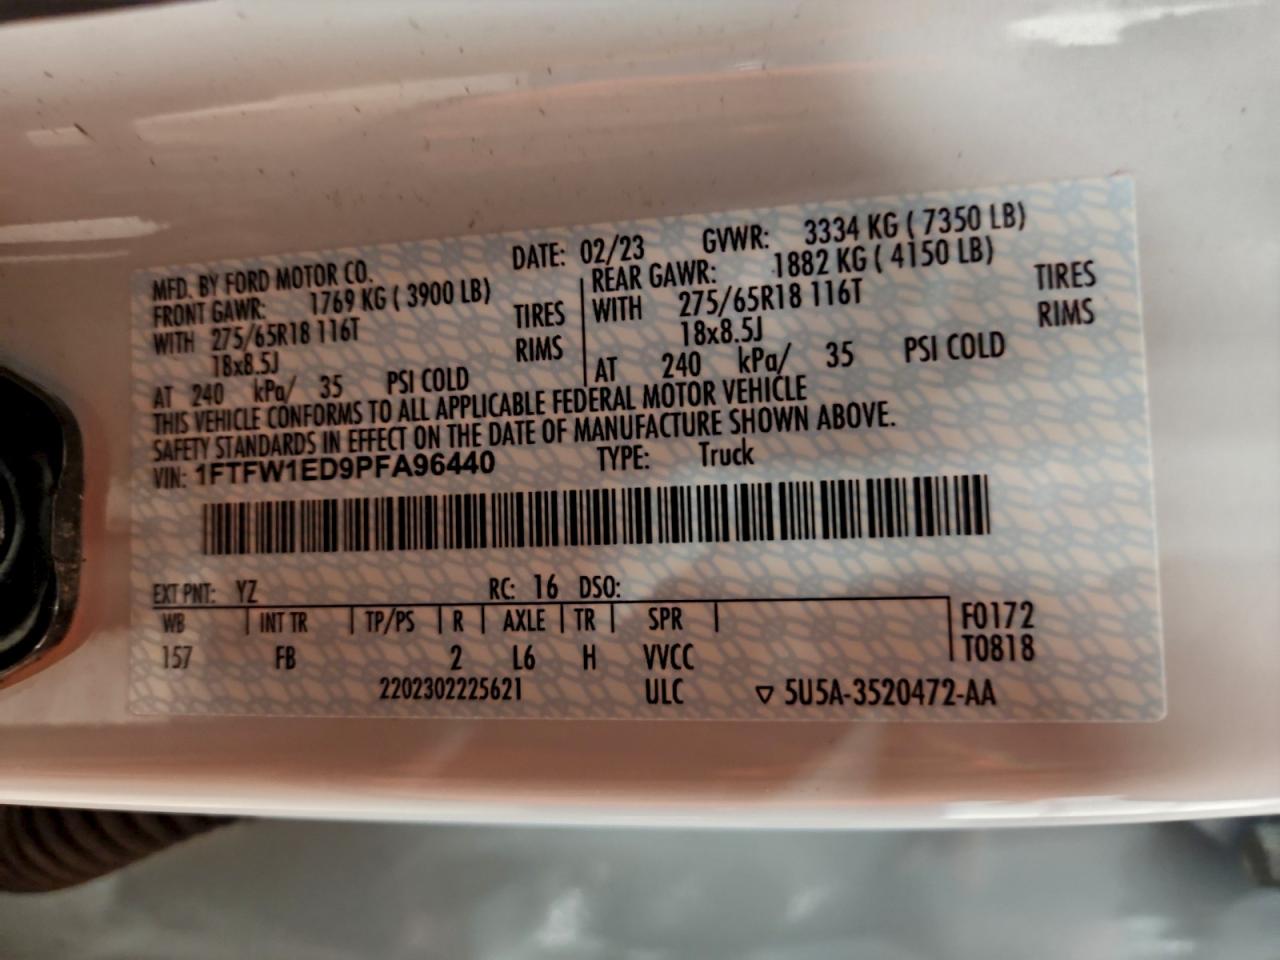 MFD. BY FORD MOTOR CO. DATE: 02/23 GVWR: 3334 KG ( 7350 LB)
FRONT GAWR: 1769 KG ( 3900 LB) REAR GAWR: 1882 KG ( 4150 LB)
WITH 275/65R18 116T TIRES WITH 275/65R18 116T TIRES
18x8.5J RIMS 18x8.5J RIMS
AT 240 kPa/ 35 PSI COLD AT 240 kPa/ 35 PSI COLD
THIS VEHICLE CONFORMS TO ALL APPLICABLE FEDERAL MOTOR VEHICLE
SAFETY STANDARDS IN EFFECT ON THE DATE OF MANUFACTURE SHOWN ABOVE.
VIN: 1FTFW1ED9PFA96440 TYPE: Truck
EXT PNT: YZ RC: 16 DSO:
WB INT TR TP/PS R AXLE TR SPR F0172
157 FB 2 L6 H VVCC T0818
2202302225621 ULC ▽ 5U5A-3520472-AA